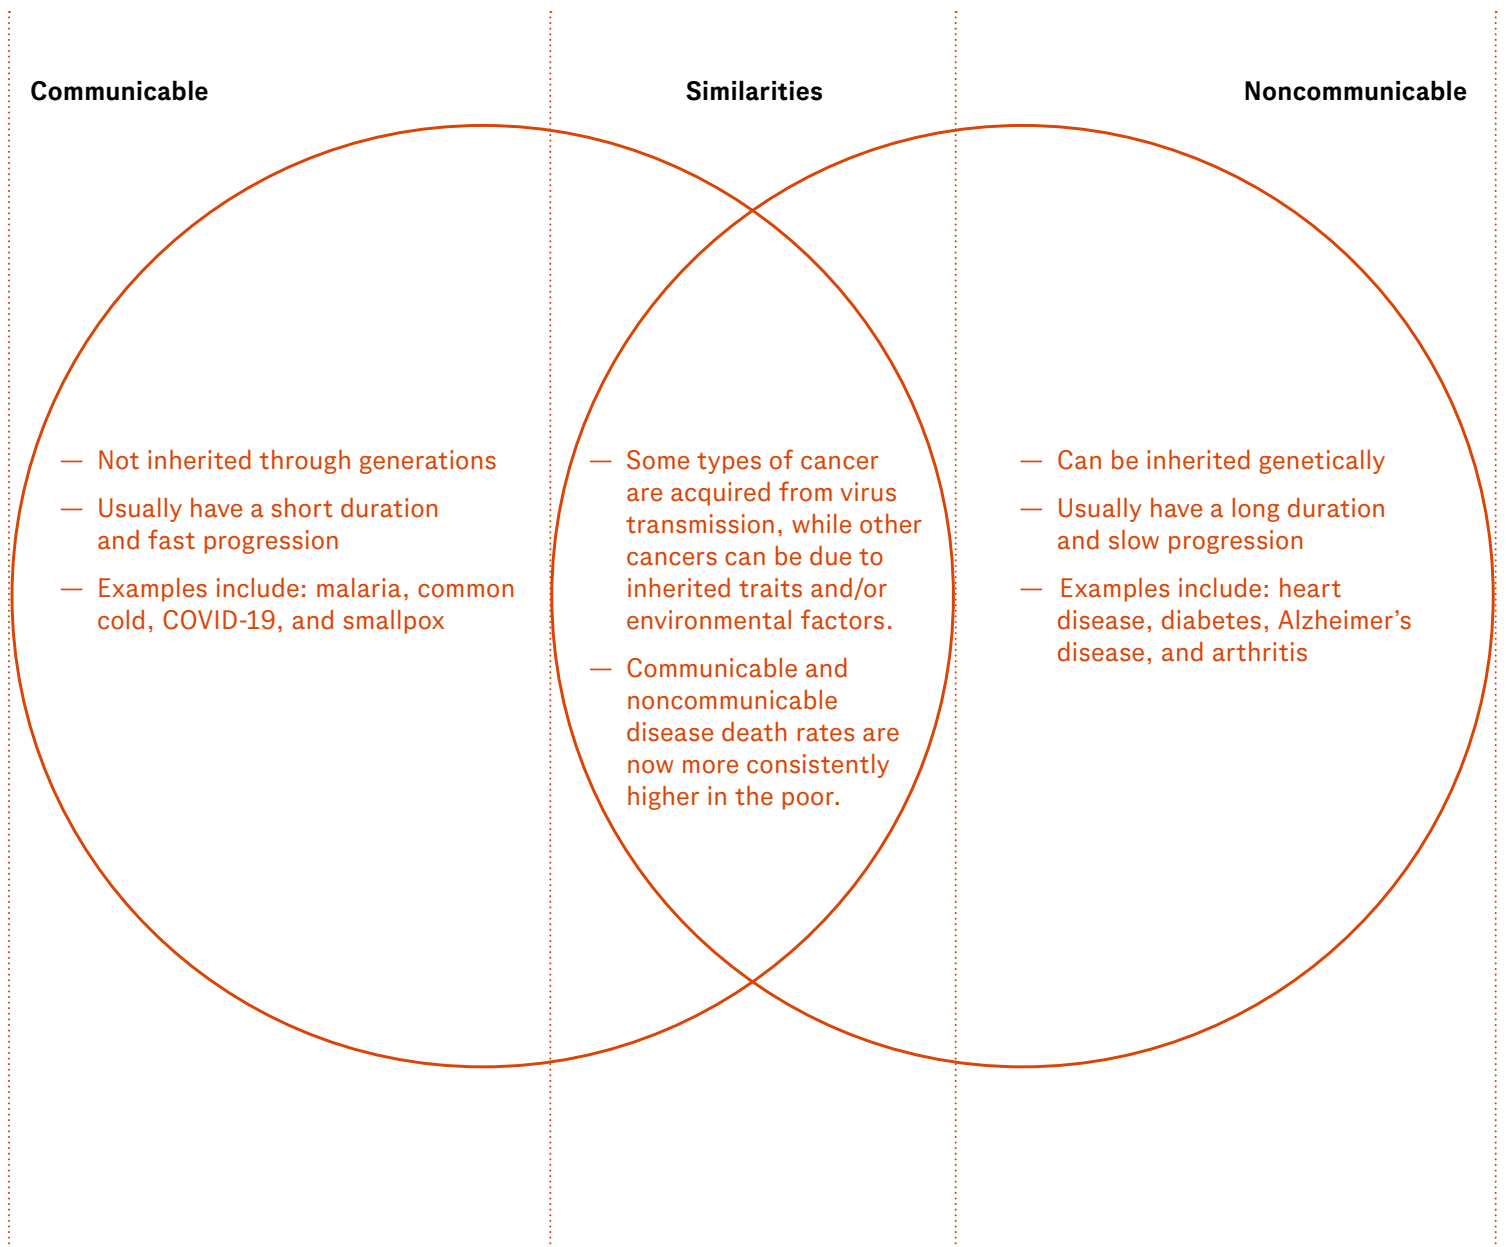 Communicable
Similarities
Noncommunicable
— Not inherited through generations
— Usually have a short duration
and fast progression
— Examples include: malaria, common
cold, COVID-19, and smallpox
— Some types of cancer
are acquired from virus
transmission, while other
cancers can be due to
inherited traits and/or
environmental factors.
— Communicable and
noncommunicable
disease death rates are
now more consistently
higher in the poor.
— Can be inherited genetically
— Usually have a long duration
and slow progression
— Examples include: heart
disease, diabetes, Alzheimer’s
disease, and arthritis